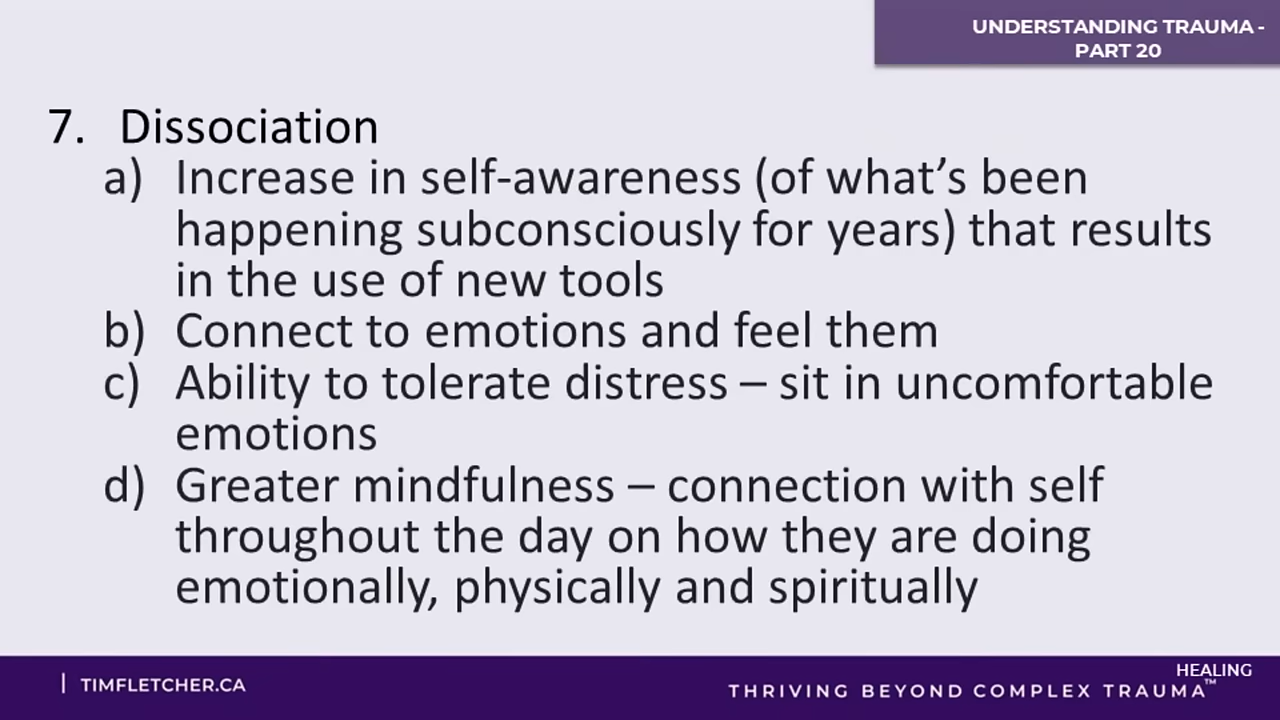 UNDERSTANDING TRAUMA -
PART 20
7. Dissociation
a) Increase in self-awareness (of what’s been
happening subconsciously for years) that results
in the use of new tools
b) Connect to emotions and feel them
c) Ability to tolerate distress – sit in uncomfortable
emotions
d) Greater mindfulness – connection with self
throughout the day on how they are doing
emotionally, physically and spiritually
| TIMFLETCHER.CA
HEALING
THRIVING BEYOND COMPLEX TRAUMA™